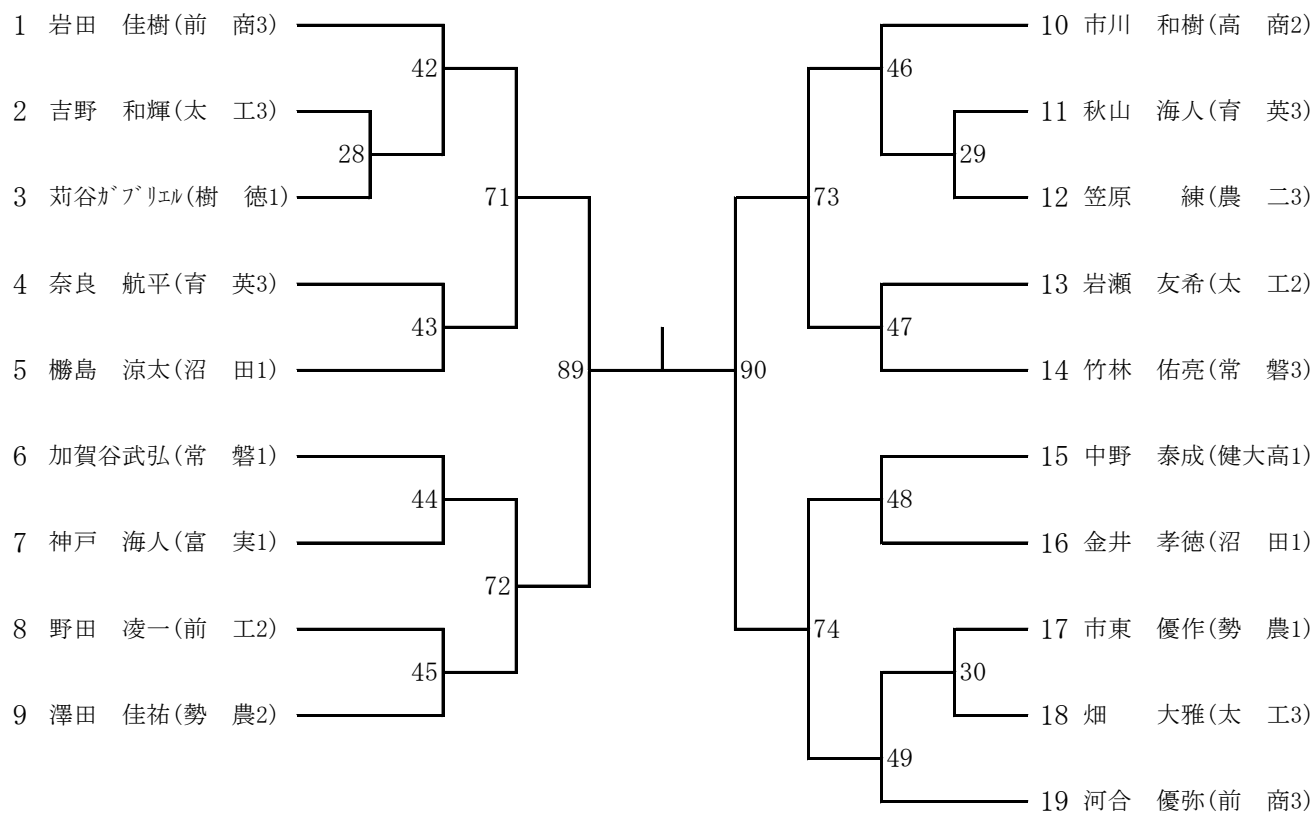 1 岩田　佳樹(前　商3)
2 吉野　和輝(太　工3)
3 苅谷ｶﾞﾌﾞﾘｴﾙ(樹　徳1)
4 奈良　航平(育　英3)
5 橳島　涼太(沼　田1)
6 加賀谷武弘(常　磐1)
7 神戸　海人(富　実1)
8 野田　凌一(前　工2)
9 澤田　佳祐(勢　農2)
42
28
71
43
89
44
72
45
10 市川　和樹(高　商2)
11 秋山　海人(育　英3)
12 笠原　　練(農　二3)
13 岩瀬　友希(太　工2)
14 竹林　佑亮(常　磐3)
15 中野　泰成(健大高1)
16 金井　孝徳(沼　田1)
17 市東　優作(勢　農1)
18 畑　　大雅(太　工3)
19 河合　優弥(前　商3)
46
29
73
47
90
48
74
30
49